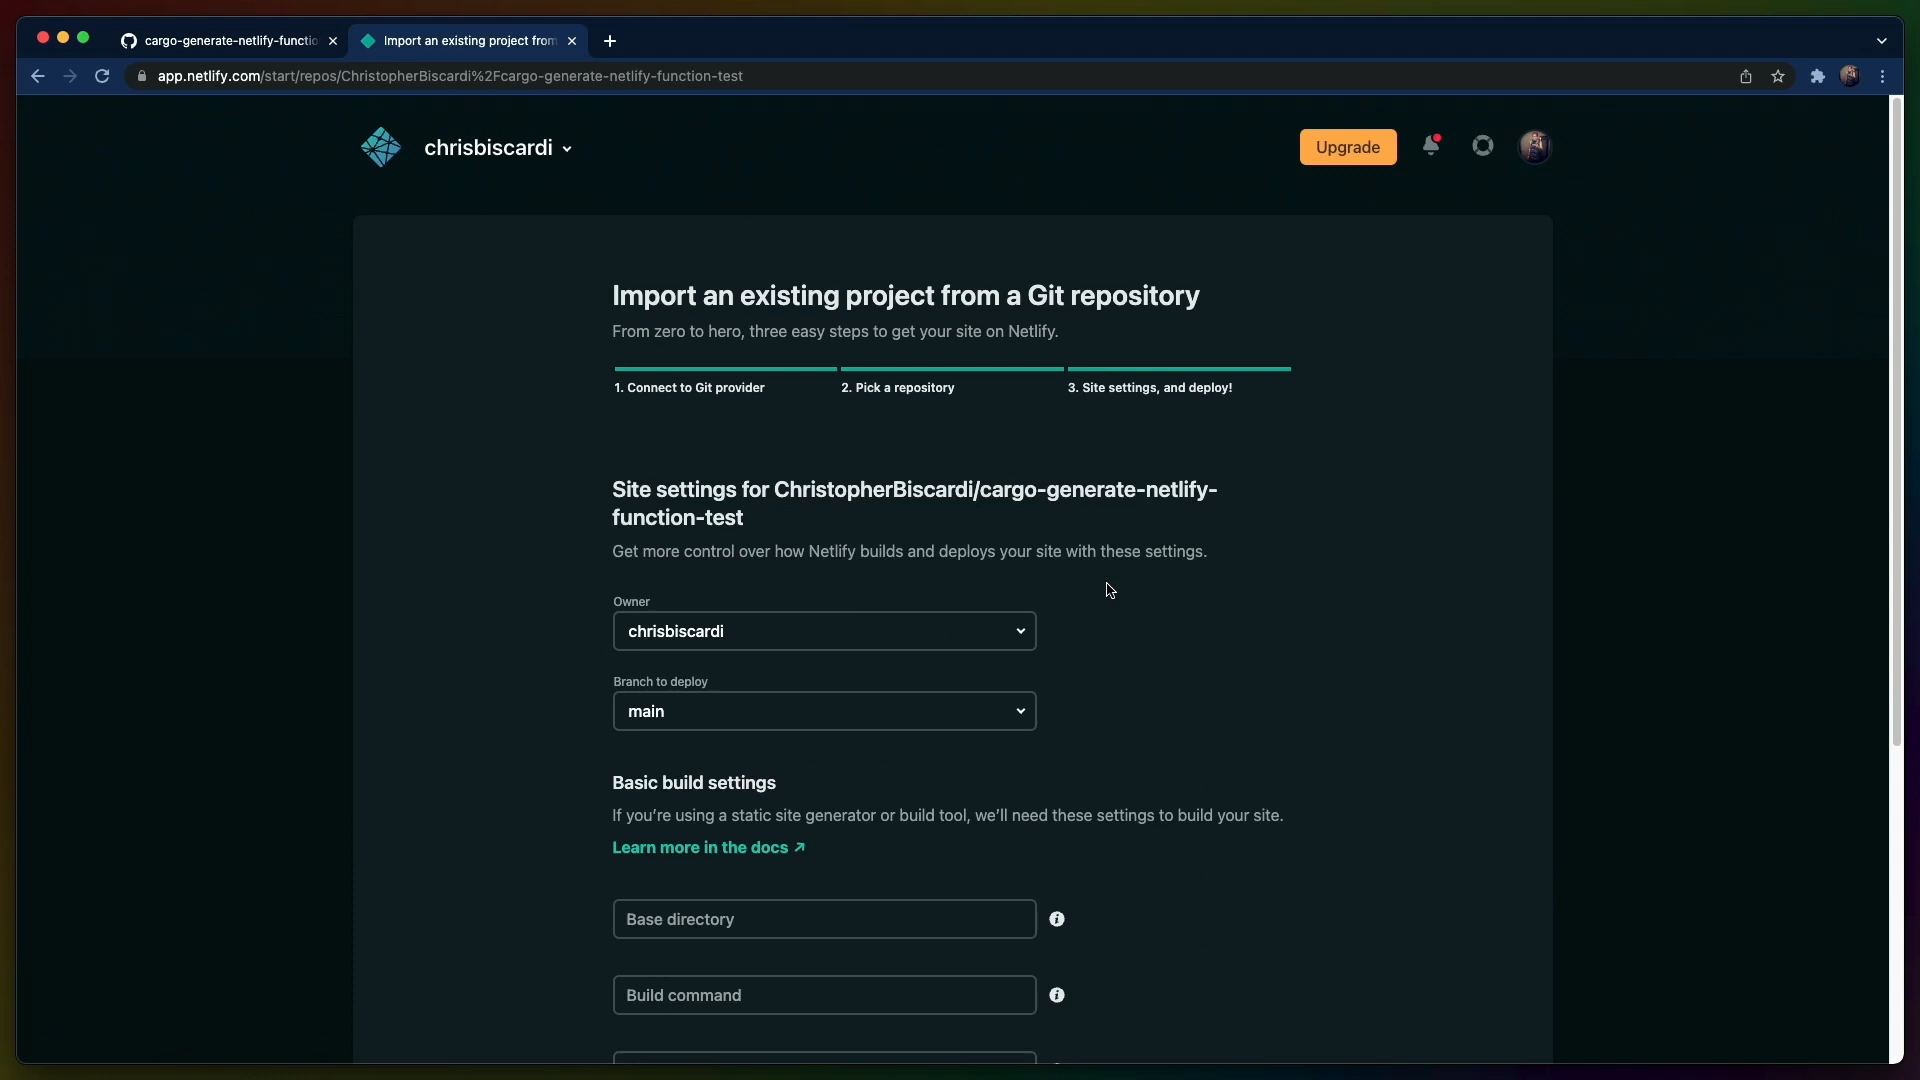 cargo-generate-netlify-functio
Import an existing project from
app.netlify.com/start/repos/ChristopherBiscardi%2Fcargo-generate-netlify-function-test
chrisbiscardi
Upgrade
Import an existing project from a Git repository
From zero to hero, three easy steps to get your site on Netlify.
1. Connect to Git provider
2. Pick a repository
3. Site settings, and deploy!
Site settings for ChristopherBiscardi/cargo-generate-netlify-
function-test
Get more control over how Netlify builds and deploys your site with these settings.
Owner
chrisbiscardi
Branch to deploy
main
Basic build settings
If you’re using a static site generator or build tool, we’ll need these settings to build your site.
Learn more in the docs ↗
Base directory
Build command